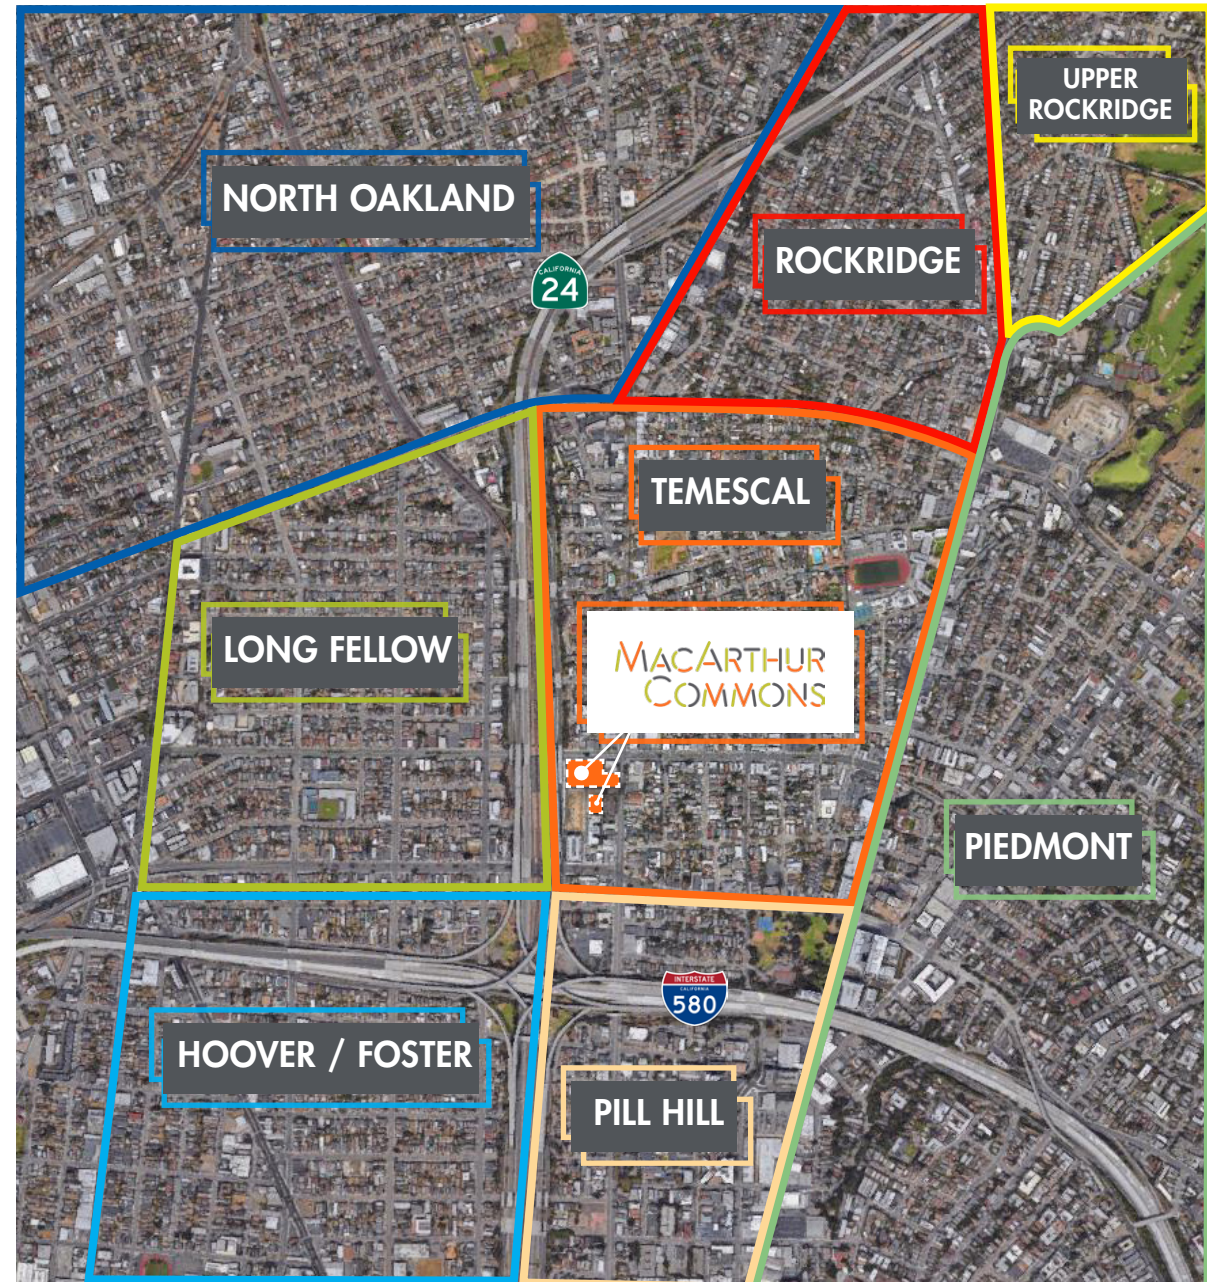 UPPER
ROCKRIDGE
NORTH OAKLAND
ROCKRIDGE
CALIFORNIA
24
TEMESCAL
LONG FELLOW
MACARTHUR
COMMONS
PIEDMONT
INTERSTATE
CALIFORNIA
580
HOOVER / FOSTER
PILL HILL